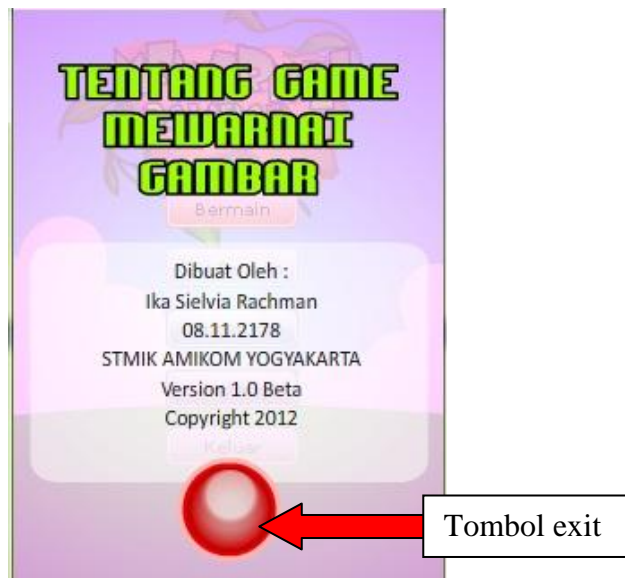 TENTANG GAME
MEWARNAI
GAMBAR
Bermain
Dibuat Oleh :
Ika Sielvia Rachman
08.11.2178
STMIK AMIKOM YOGYAKARTA
Version 1.0 Beta
Copyright 2012
Keluar
Tombol exit